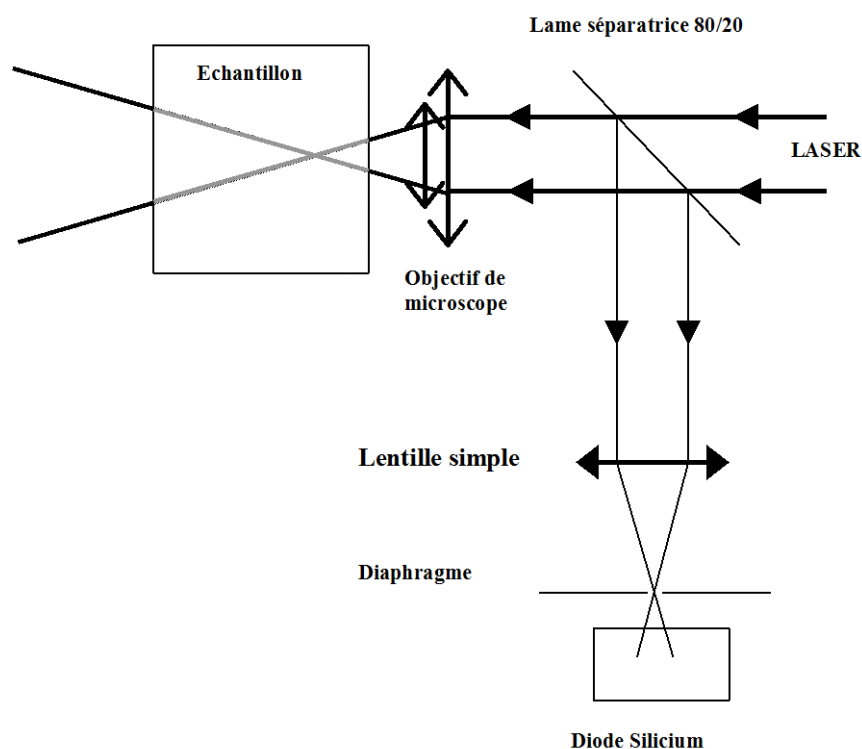 Lame séparatrice 80/20
Echantillon
LASER
Objectif de
microscope
Lentille simple
Diaphragme
Diode Silicium